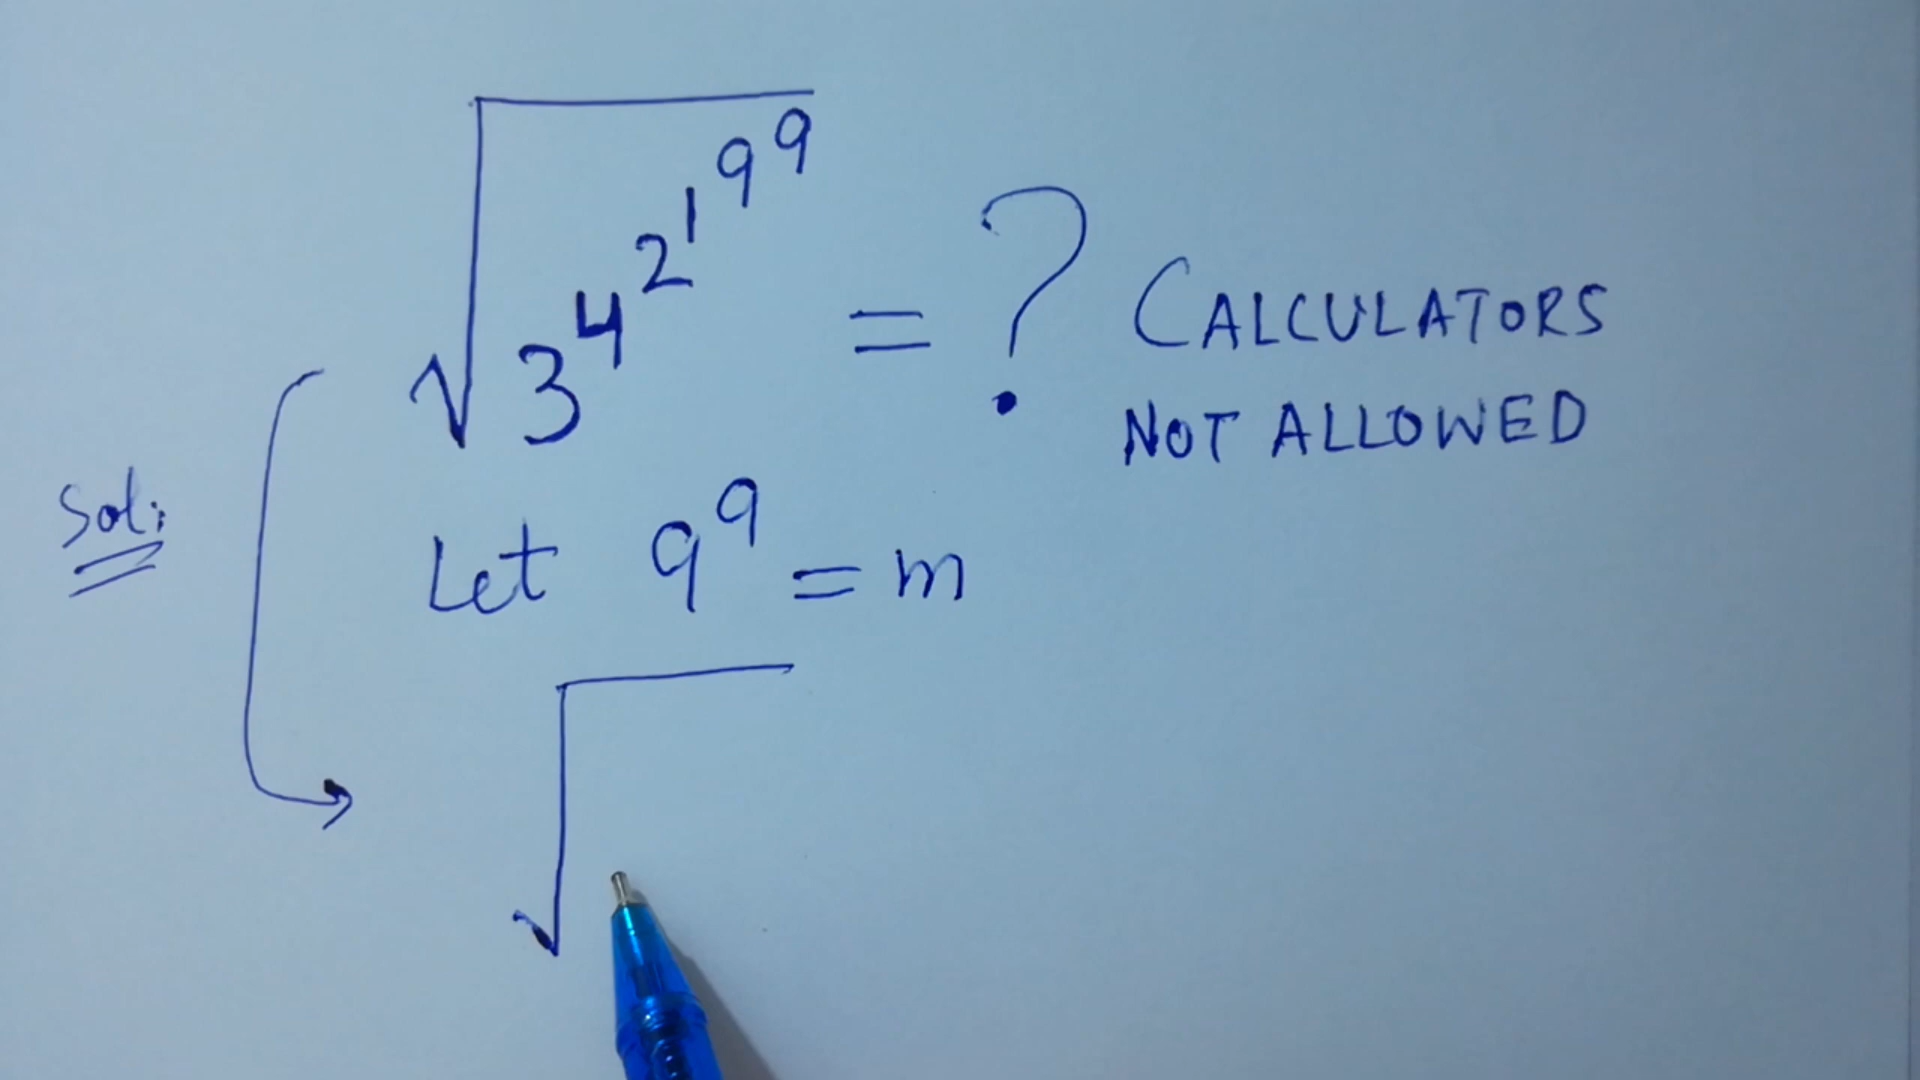 √3^4^2^1^9^9 = ? CALCULATORS
NOT ALLOWED
Sol:
Let 9^9 = m
√